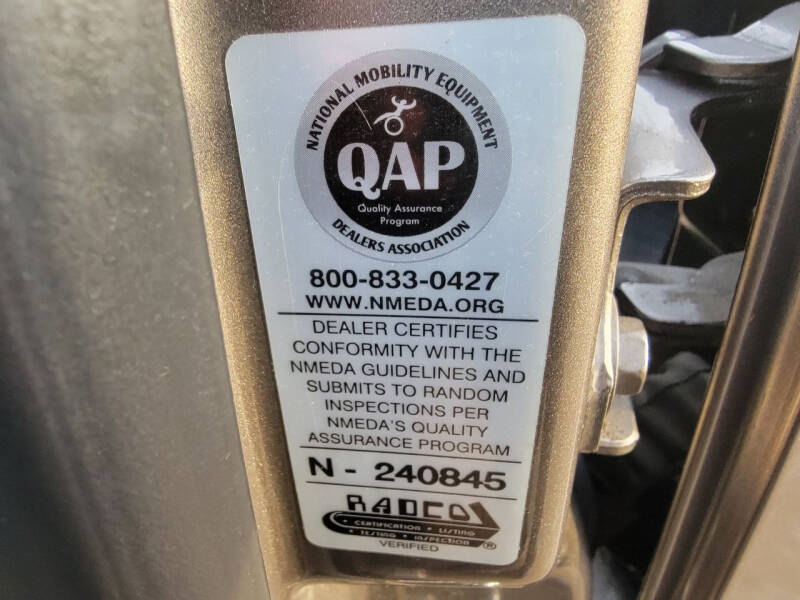 NATIONAL MOBILITY EQUIPMENT
QAP
Quality Assurance
Program
DEALERS ASSOCIATION
800-833-0427
WWW.NMEDA.ORG
DEALER CERTIFIES
CONFORMITY WITH THE
NMEDA GUIDELINES AND
SUBMITS TO RANDOM
INSPECTIONS PER
NMEDA'S QUALITY
ASSURANCE PROGRAM
N - 240845
RADCO
• CERTIFICATION • LISTING
• TESTING • INSPECTION
®
VERIFIED